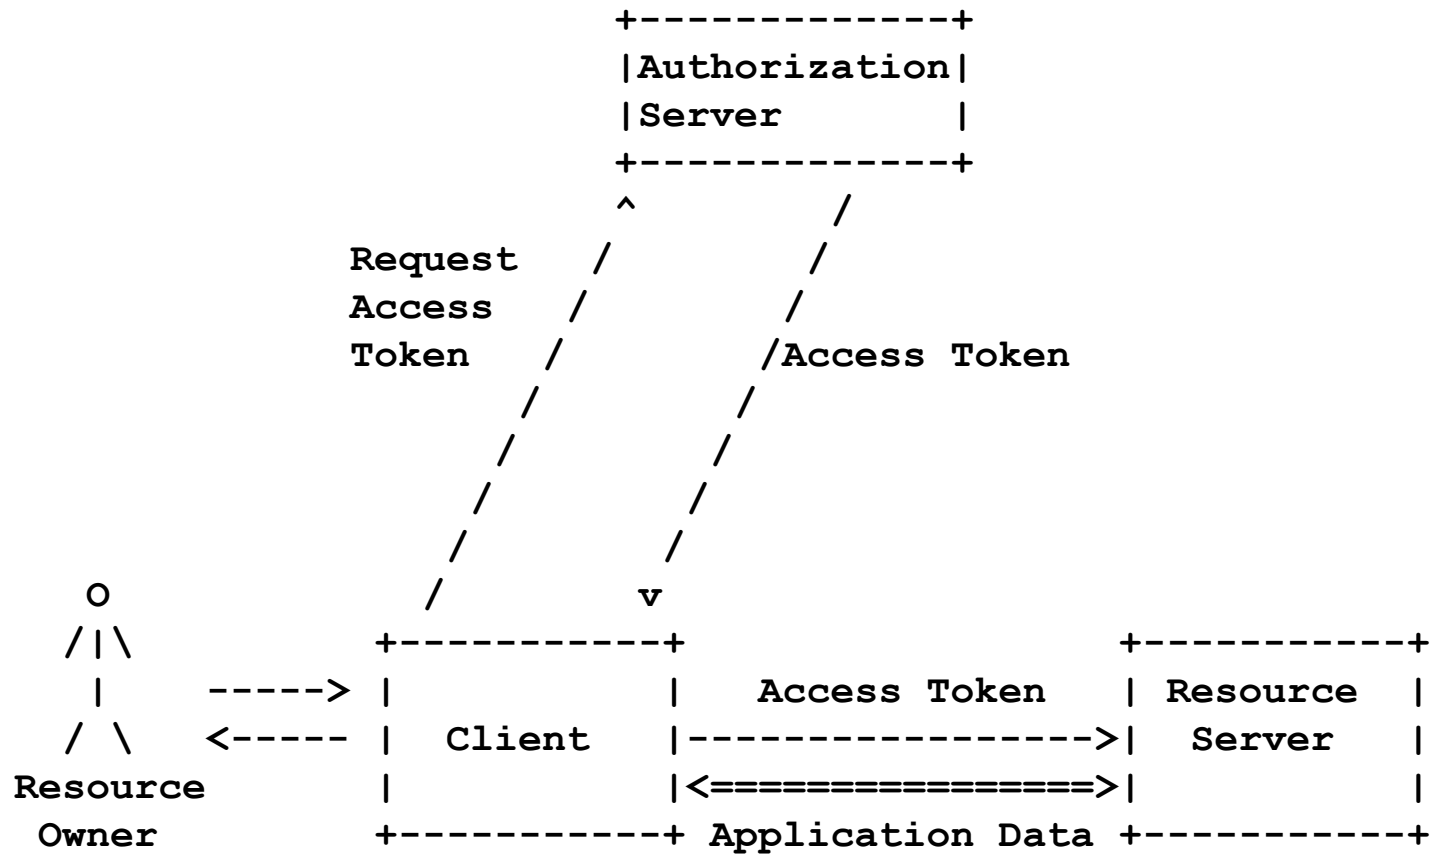 Authorization
Server
Request
Access
Token
Access Token
Access Token
Resource
Client
Server
Resource
Owner
Application Data